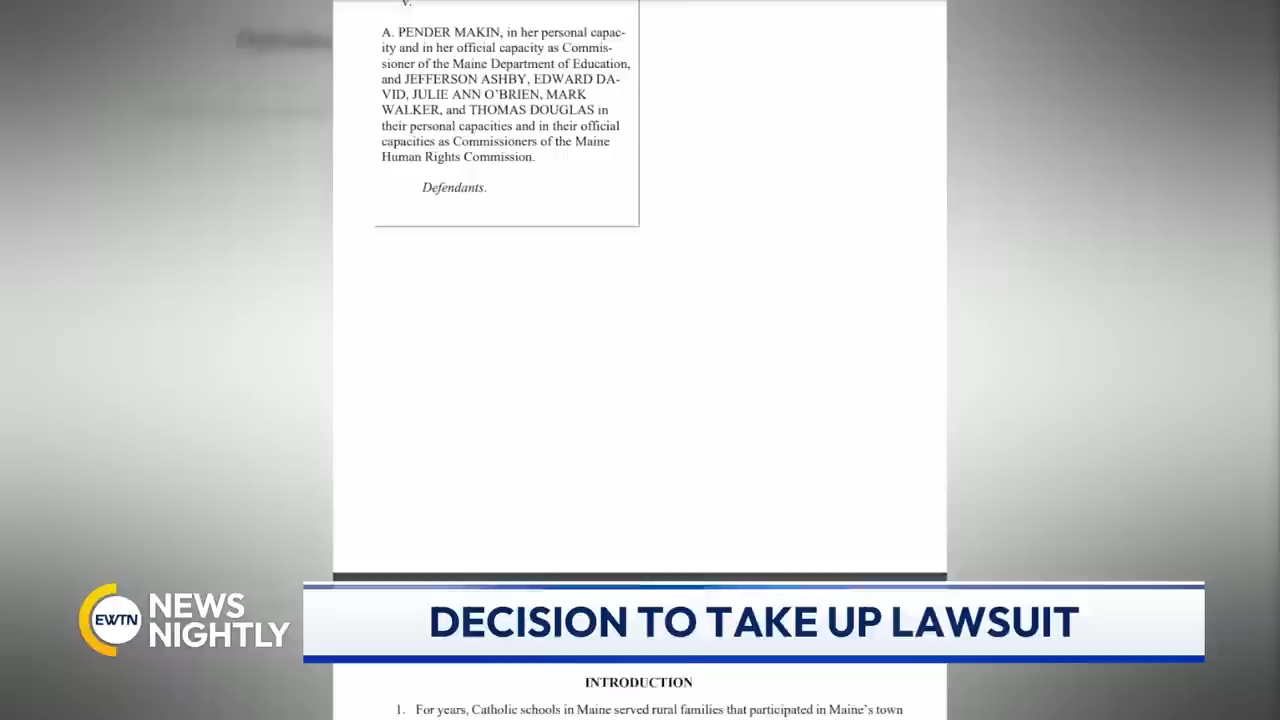 v.
A. PENDER MAKIN, in her personal capac-
ity and in her official capacity as Commis-
sioner of the Maine Department of Education,
and JEFFERSON ASHBY, EDWARD DA-
VID, JULIE ANN O'BRIEN, MARK
WALKER, and THOMAS DOUGLAS in
their personal capacities and in their official
capacities as Commissioners of the Maine
Human Rights Commission.
Defendants.
EWTN
NEWS
NIGHTLY
DECISION TO TAKE UP LAWSUIT
INTRODUCTION
1. For years, Catholic schools in Maine served rural families that participated in Maine's town